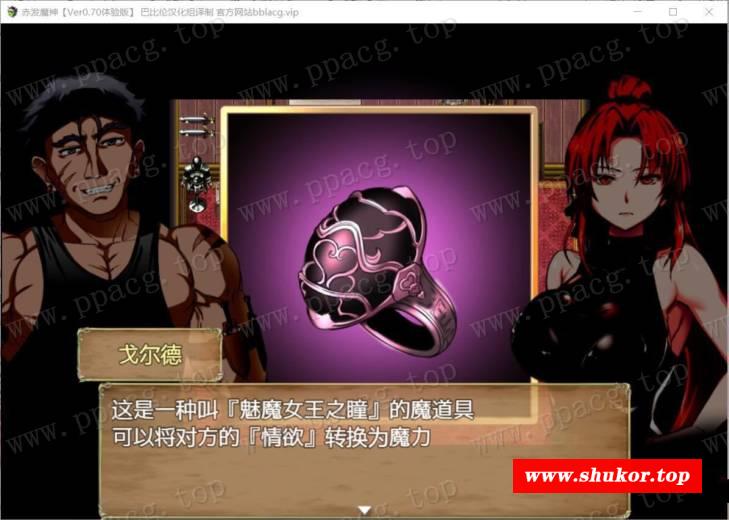 赤发魔神【Ver0.70体验版】 巴比伦汉化组译制 官方网站bblacg.vip
www.ppacg.top
戈尔德
这是一种叫『魅魔女王之瞳』的魔道具
可以将对方的『情欲』转换为魔力
www.shukor.top